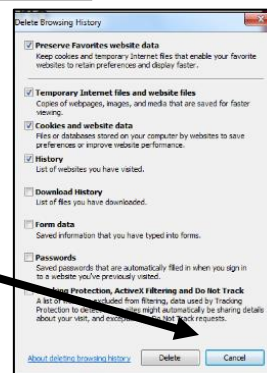 Delete Browsing History
Preserve Favorites website data
Keep cookies and temporary Internet files that enable your favorite
websites to retain preferences and display faster.
Temporary Internet files and website files
Copies of webpages, images, and media that are saved for faster
viewing.
Cookies and website data
Files or databases stored on your computer by websites to save
preferences or improve website performance.
History
List of websites you have visited.
Download History
List of files you have downloaded.
Form data
Saved information that you have typed into forms.
Passwords
Saved passwords that are automatically filled in when you sign in
to a website you've previously visited.
Protection, ActiveX Filtering and Do Not Track
A list of excluded from filtering, data used by Tracking
Protection to sites might automatically be sharing details
about your visit, and Do Not Track requests.
About deleting browsing history
Delete
Cancel